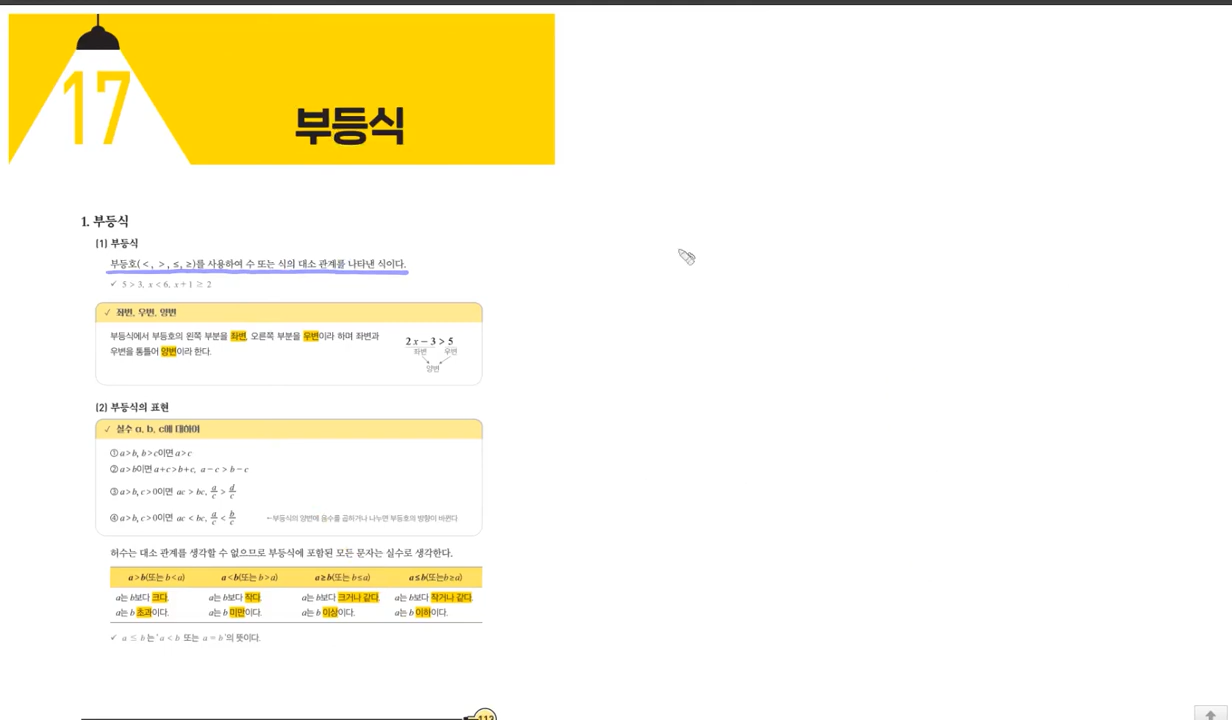 17
부등식
1. 부등식
(1) 부등식
부등호(<, >, ≤, ≥)를 사용하여 수 또는 식의 대소 관계를 나타낸 식이다.
✓ 5 > 3, x < 6, x + 1 ≥ 2
✓ 좌변, 우변, 양변
부등식에서 부등호의 왼쪽 부분을 좌변, 오른쪽 부분을 우변이라 하며 좌변과
우변을 통틀어 양변이라 한다.
2x − 3 > 5
좌변 우변
양변
(2) 부등식의 표현
✓ 실수 a, b, c에 대하여
① a>b, b>c이면 a>c
② a>b이면 a+c>b+c, a−c > b−c
③ a>b, c>0이면 ac > bc, a/c > d/c
④ a>b, c>0이면 ac < bc, a/c < b/c ←부등식의 양변에 음수를 곱하거나 나누면 부등호의 방향이 바뀐다
허수는 대소 관계를 생각할 수 없으므로 부등식에 포함된 모든 문자는 실수로 생각한다.
a>b(또는 b<a) a<b(또는 b>a) a≥b(또는 b≤a) a≤b(또는b≥a)
a는 b보다 크다. a는 b보다 작다. a는 b보다 크거나 같다. a는 b보다 작거나 같다.
a는 b 초과이다. a는 b 미만이다. a는 b 이상이다. a는 b 이하이다.
✓ a ≤ b 는 'a < b 또는 a = b'의 뜻이다.
113